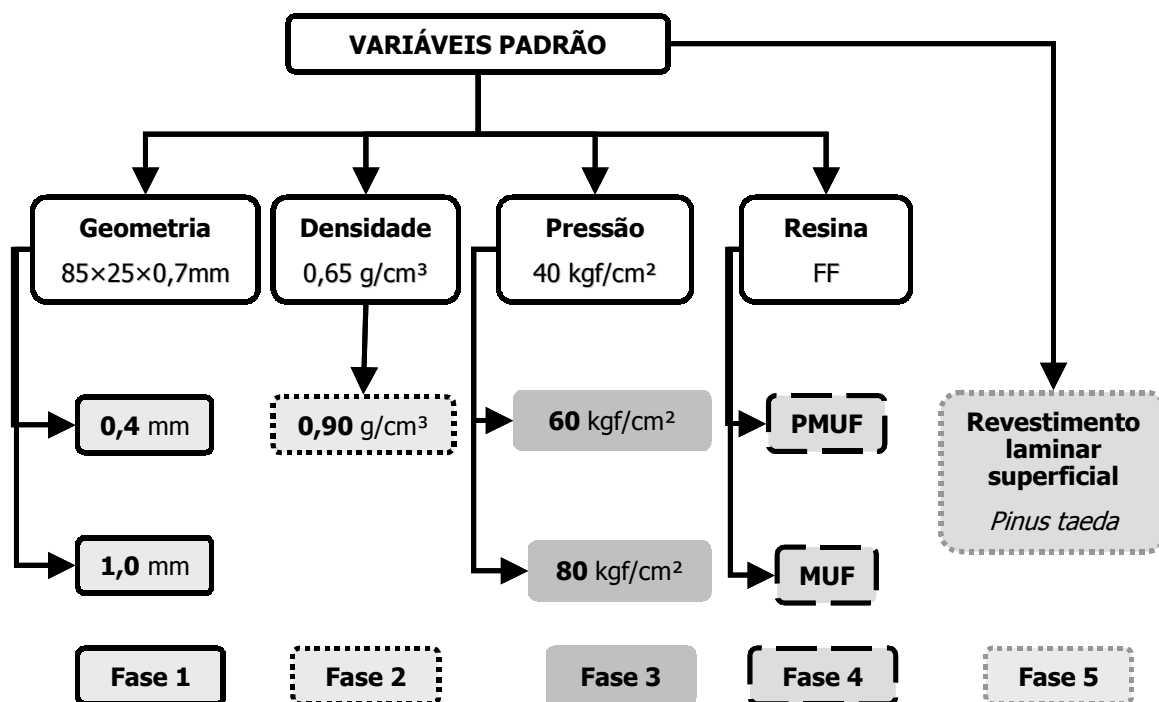 VARIÁVEIS PADRÃO
Geometria
85×25×0,7mm
Densidade
0,65 g/cm³
Pressão
40 kgf/cm²
Resina
FF
0,4 mm
0,90 g/cm³
60 kgf/cm²
PMUF
Revestimento
laminar
superficial
Pinus taeda
1,0 mm
80 kgf/cm²
MUF
Fase 1
Fase 2
Fase 3
Fase 4
Fase 5